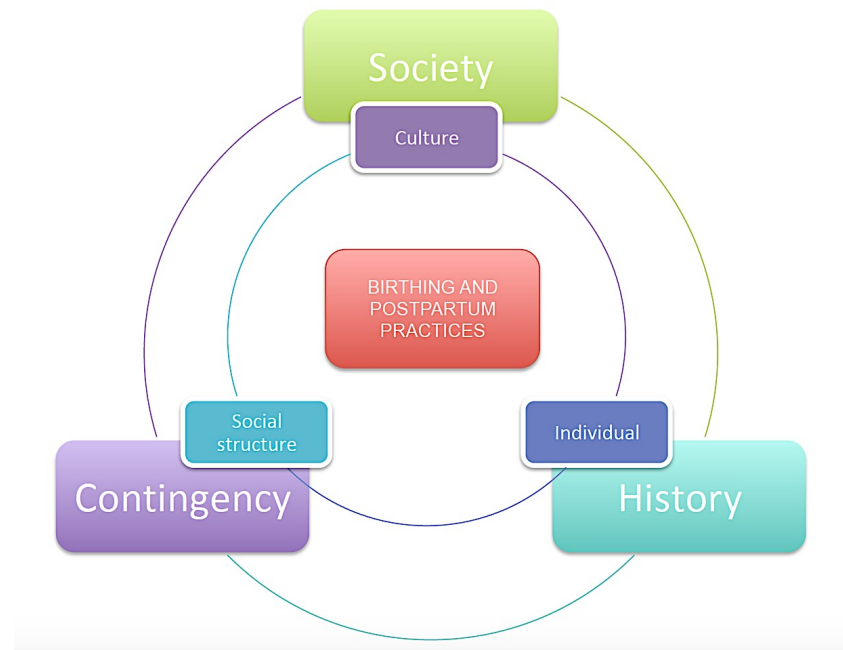 Society
Culture
BIRTHING AND
POSTPARTUM
PRACTICES
Social
structure
Individual
Contingency
History